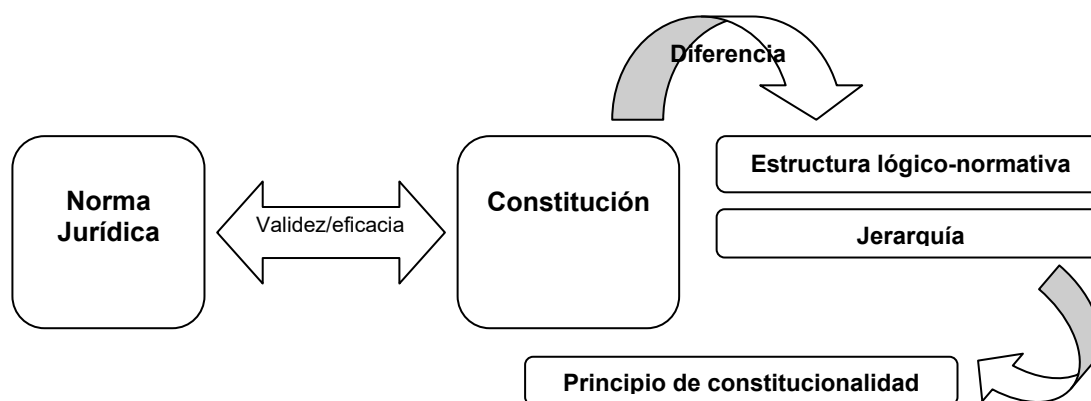 Diferencia
Estructura lógico-normativa
Norma
Jurídica
Validez/eficacia
Constitución
Jerarquía
Principio de constitucionalidad